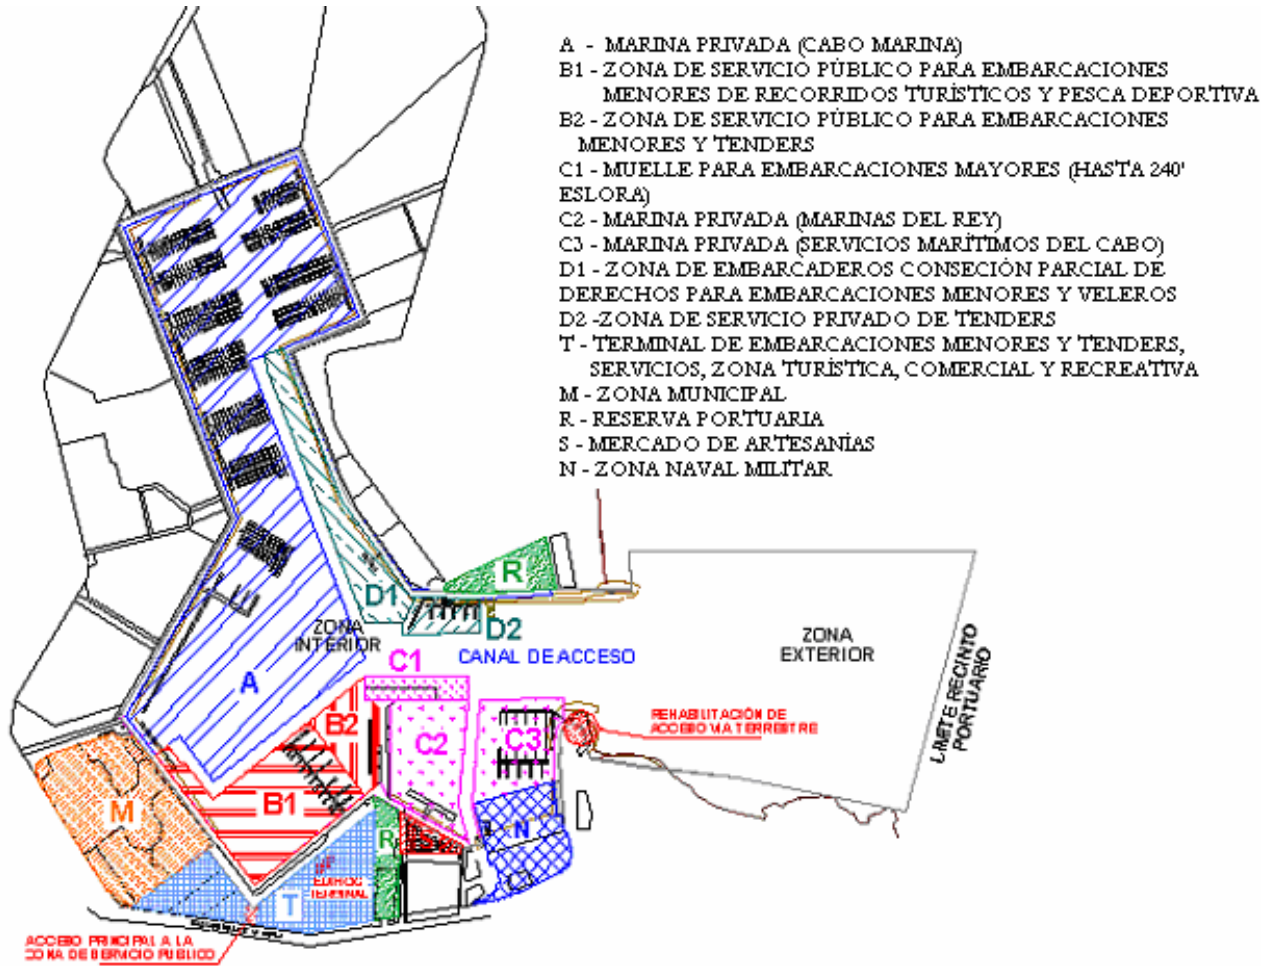 A - MARINA PRIVADA (CABO MARINA)
B1 - ZONA DE SERVICIO PÚBLICO PARA EMBARCACIONES
MENORES DE RECORRIDOS TURÍSTICOS Y PESCA DEPORTIVA
B2 - ZONA DE SERVICIO PÚBLICO PARA EMBARCACIONES
MENORES Y TENDERS
C1 - MUELLE PARA EMBARCACIONES MAYORES (HASTA 240'
ESLORA)
C2 - MARINA PRIVADA (MARINAS DEL REY)
C3 - MARINA PRIVADA (SERVICIOS MARÍTIMOS DEL CABO)
D1 - ZONA DE EMBARCADEROS CONSECIÓN PARCIAL DE
DERECHOS PARA EMBARCACIONES MENORES Y VELEROS
D2 -ZONA DE SERVICIO PRIVADO DE TENDERS
T - TERMINAL DE EMBARCACIONES MENORES Y TENDERS,
SERVICIOS, ZONA TURÍSTICA, COMERCIAL Y RECREATIVA
M - ZONA MUNICIPAL
R - RESERVA PORTUARIA
S - MERCADO DE ARTESANÍAS
N - ZONA NAVAL MILITAR
R
D1
D2
ZONA
INTERIOR
CANAL DE ACCESO
ZONA
EXTERIOR
LIMITE RECINTO
PORTUARIO
C1
A
B2
C2
C3
REHABILITACIÓN DE
ACCESO VIA TERRESTRE
B1
M
R
N
EDIFICIO
TERMINAL
T
ACCESO PRINCIPAL A LA
ZONA DE SERVICIO PUBLICO